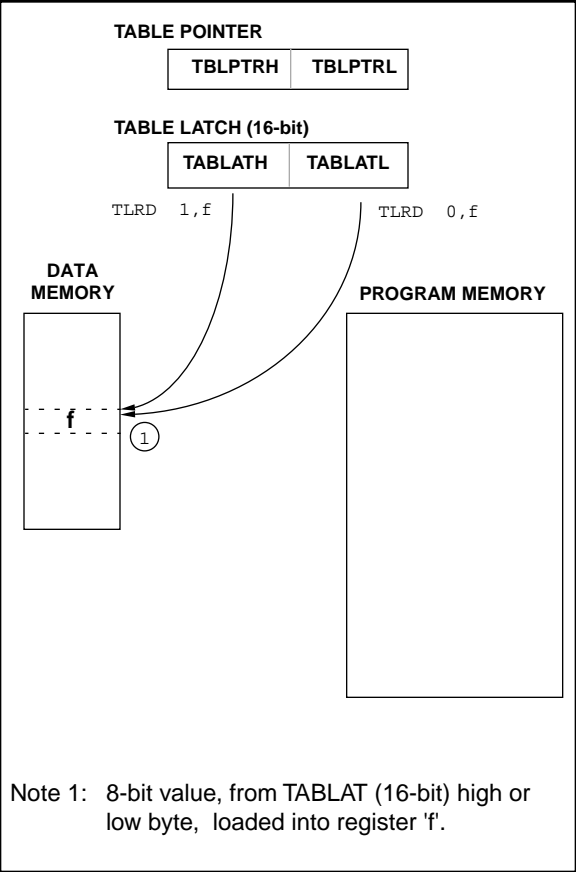 TABLE POINTER
TBLPTRH TBLPTRL
TABLE LATCH (16-bit)
TABLATH TABLATL
TLRD 1,f
TLRD 0,f
DATA
MEMORY
PROGRAM MEMORY
f
1
Note 1: 8-bit value, from TABLAT (16-bit) high or
low byte, loaded into register 'f'.